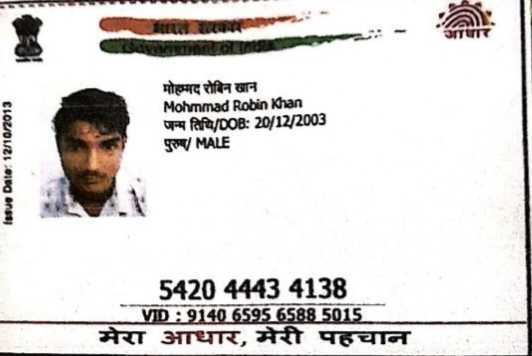 भारत सरकार
Government of India
आधार
मोहम्मद रोबिन खान
Mohmmad Robin Khan
जन्म तिथि/DOB: 20/12/2003
पुरुष/ MALE
Issue Date: 12/10/2013
5420 4443 4138
VID : 9140 6595 6588 5015
मेरा आधार, मेरी पहचान